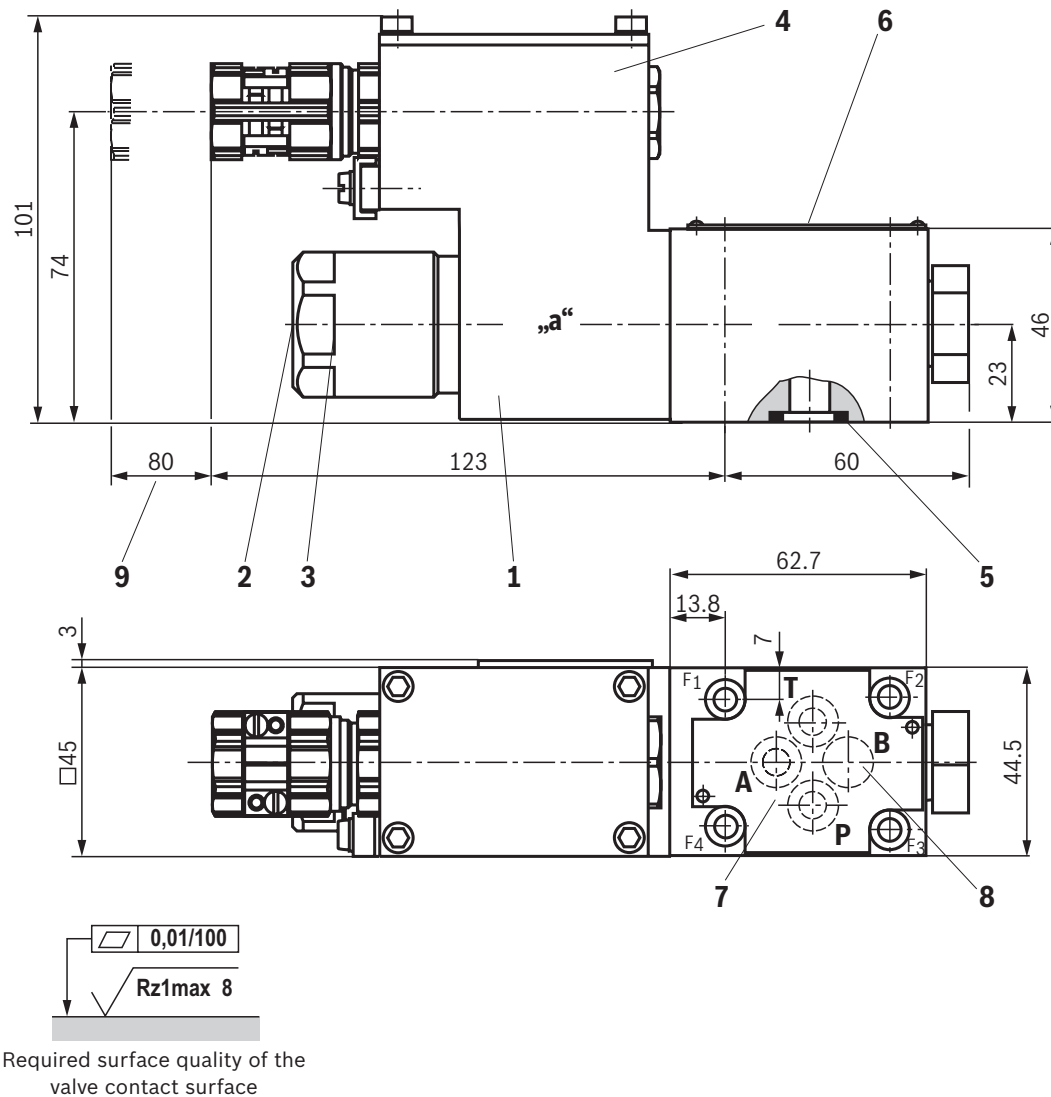 4
6
101
74
„a“
46
23
80
123
60
9
2
3
1
5
62.7
13.8
3
7
F1
T
F2
□45
B
A
44.5
F4
P
F3
7
8
0,01/100
Rz1max 8
Required surface quality of the
valve contact surface